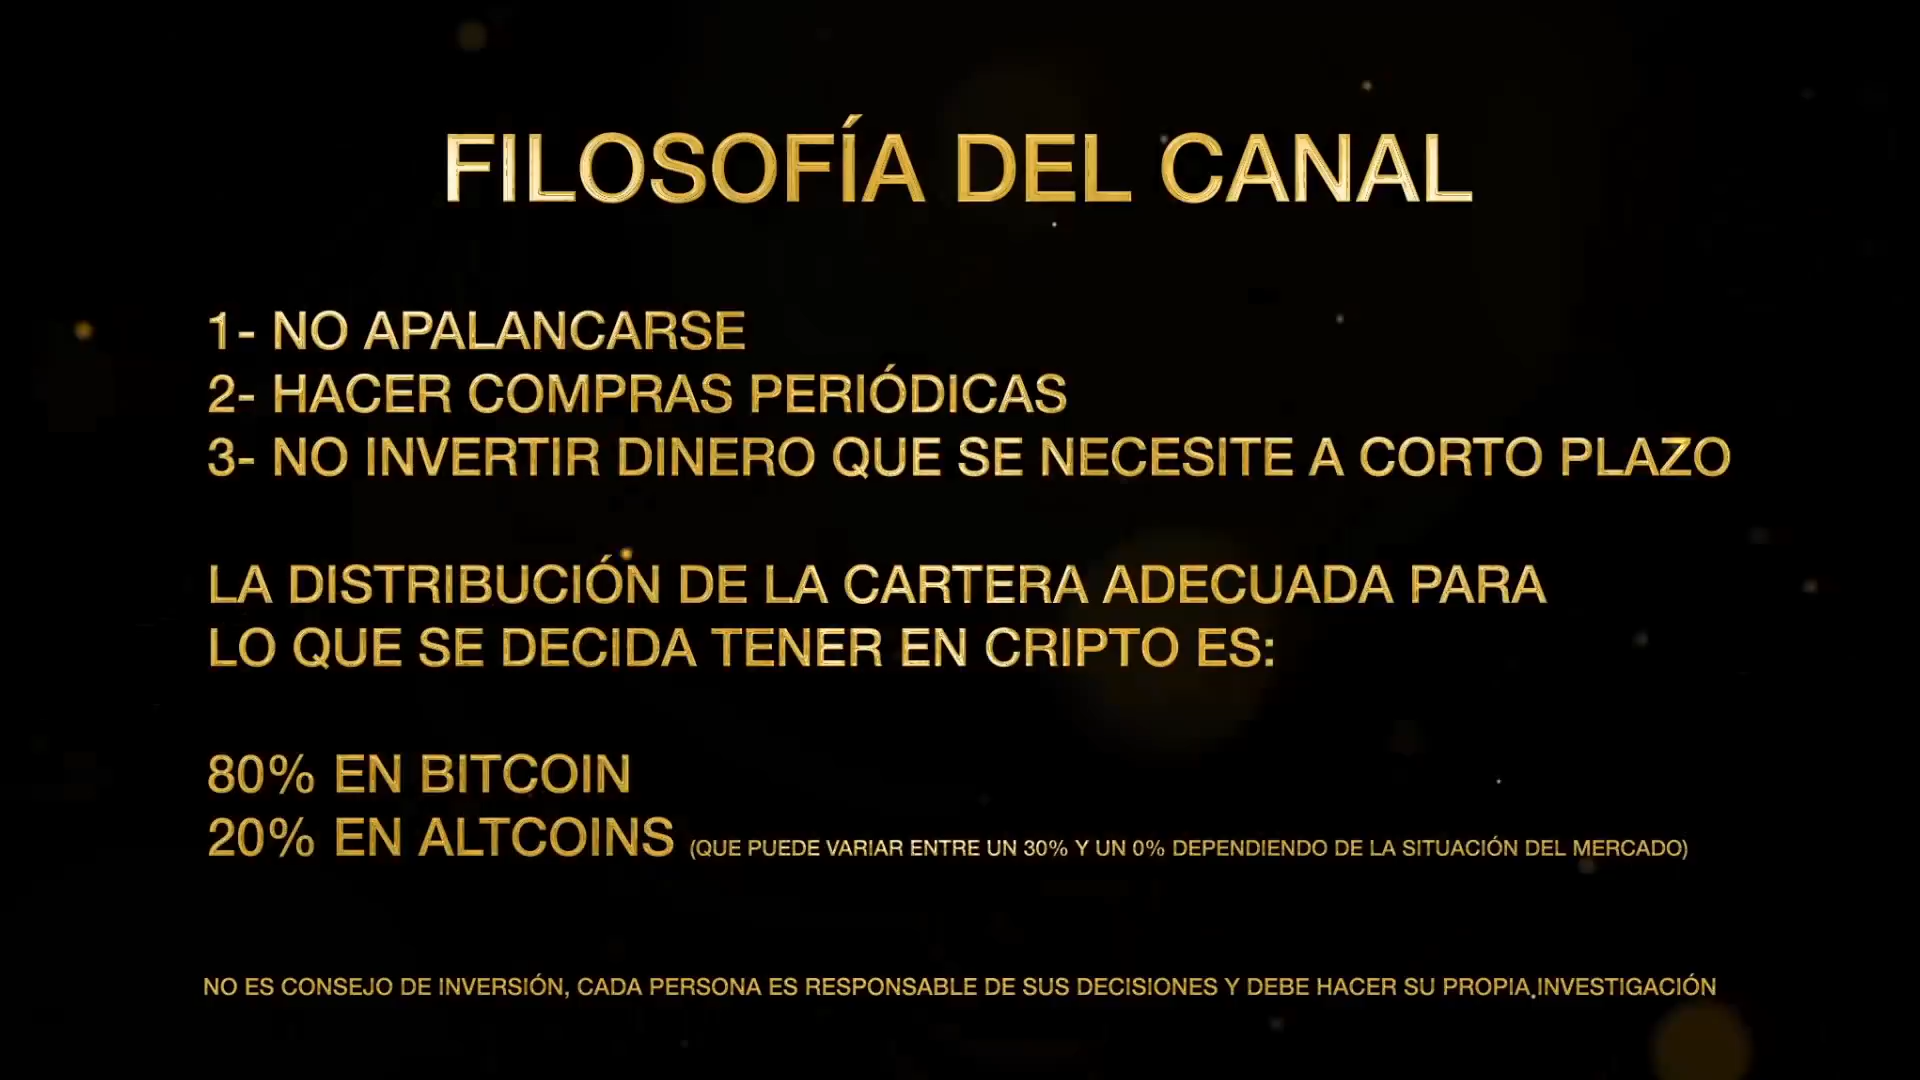 FILOSOFÍA DEL CANAL
1- NO APALANCARSE
2- HACER COMPRAS PERIÓDICAS
3- NO INVERTIR DINERO QUE SE NECESITE A CORTO PLAZO
LA DISTRIBUCIÓN DE LA CARTERA ADECUADA PARA
LO QUE SE DECIDA TENER EN CRIPTO ES:
80% EN BITCOIN
20% EN ALTCOINS (QUE PUEDE VARIAR ENTRE UN 30% Y UN 0% DEPENDIENDO DE LA SITUACIÓN DEL MERCADO)
NO ES CONSEJO DE INVERSIÓN, CADA PERSONA ES RESPONSABLE DE SUS DECISIONES Y DEBE HACER SU PROPIA INVESTIGACIÓN